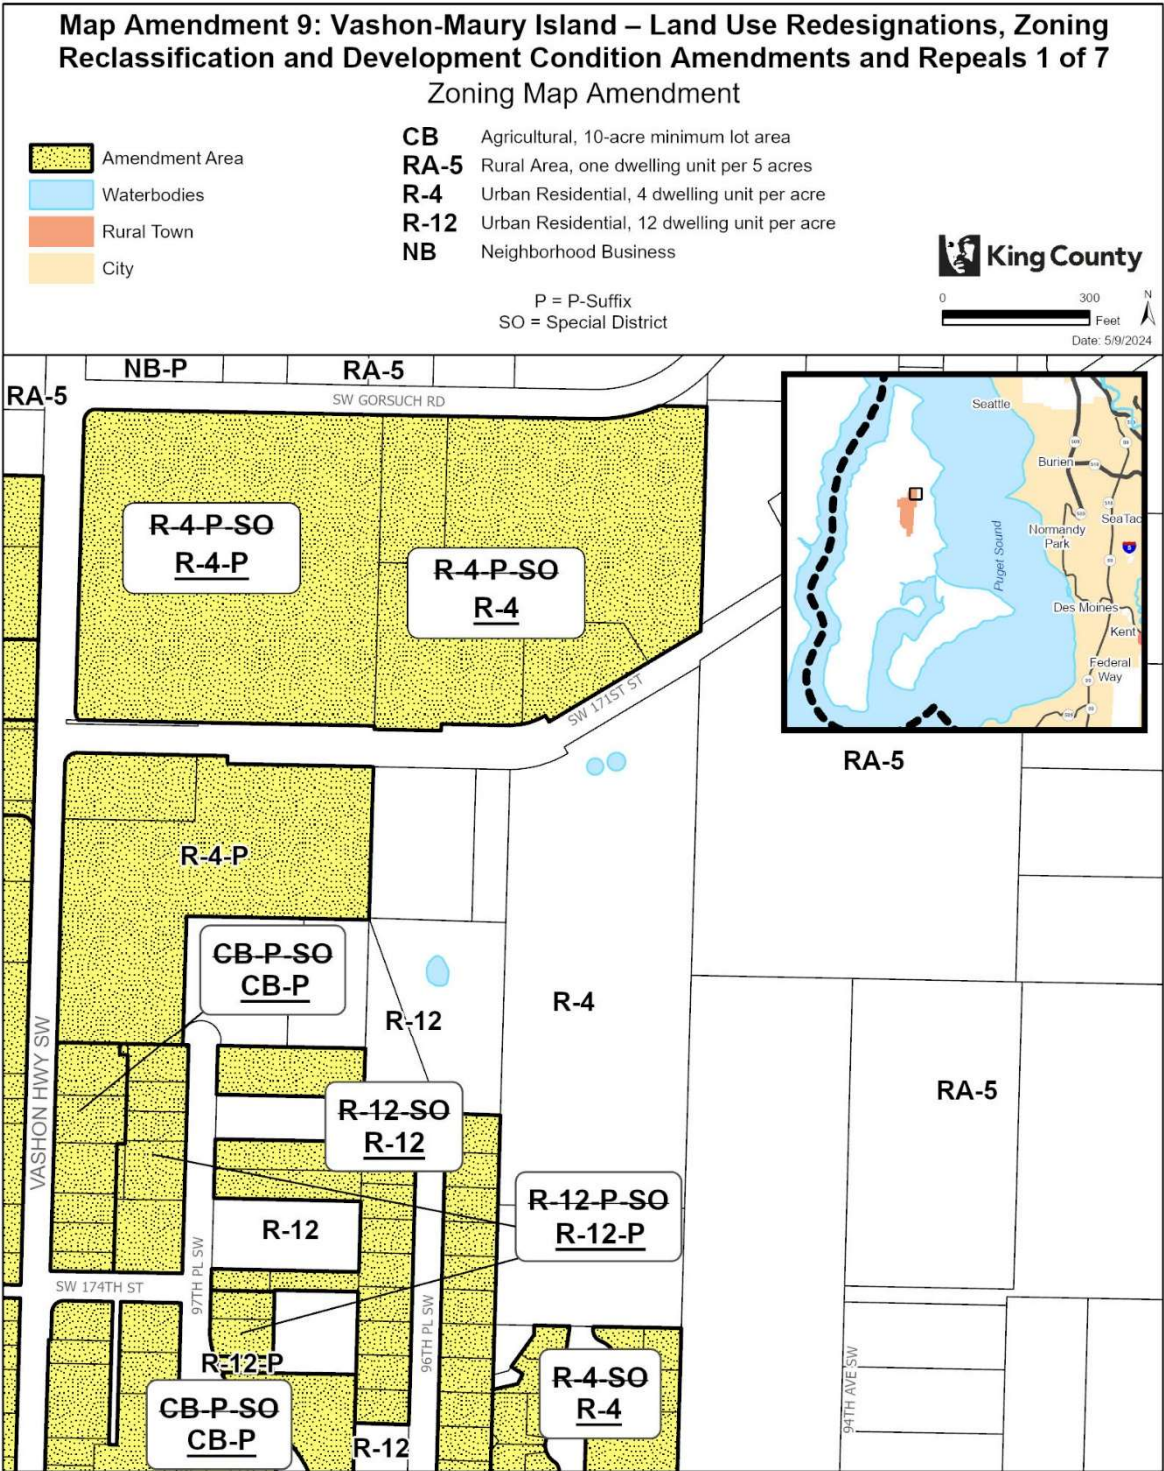 Map Amendment 9: Vashon-Maury Island – Land Use Redesignations, Zoning
Reclassification and Development Condition Amendments and Repeals 1 of 7
Zoning Map Amendment
Amendment Area
Waterbodies
Rural Town
City
CB Agricultural, 10-acre minimum lot area
RA-5 Rural Area, one dwelling unit per 5 acres
R-4 Urban Residential, 4 dwelling unit per acre
R-12 Urban Residential, 12 dwelling unit per acre
NB Neighborhood Business
P = P-Suffix
SO = Special District
King County
0 300
Feet
N
Date: 5/9/2024
NB-P
RA-5
RA-5
SW GORSUCH RD
R-4-P-SO
R-4-P
R-4-P-SO
R-4
SW 171ST ST
Seattle
Burien
Normandy
Park
SeaTac
Puget Sound
Des Moines
Kent
Federal
Way
RA-5
R-4-P
CB-P-SO
CB-P
R-12
R-4
RA-5
VASHON HWY SW
R-12-SO
R-12
R-12-P-SO
R-12-P
R-12
97TH PL SW
SW 174TH ST
96TH PL SW
R-12-P
CB-P-SO
CB-P
R-12
R-4-SO
R-4
94TH AVE SW